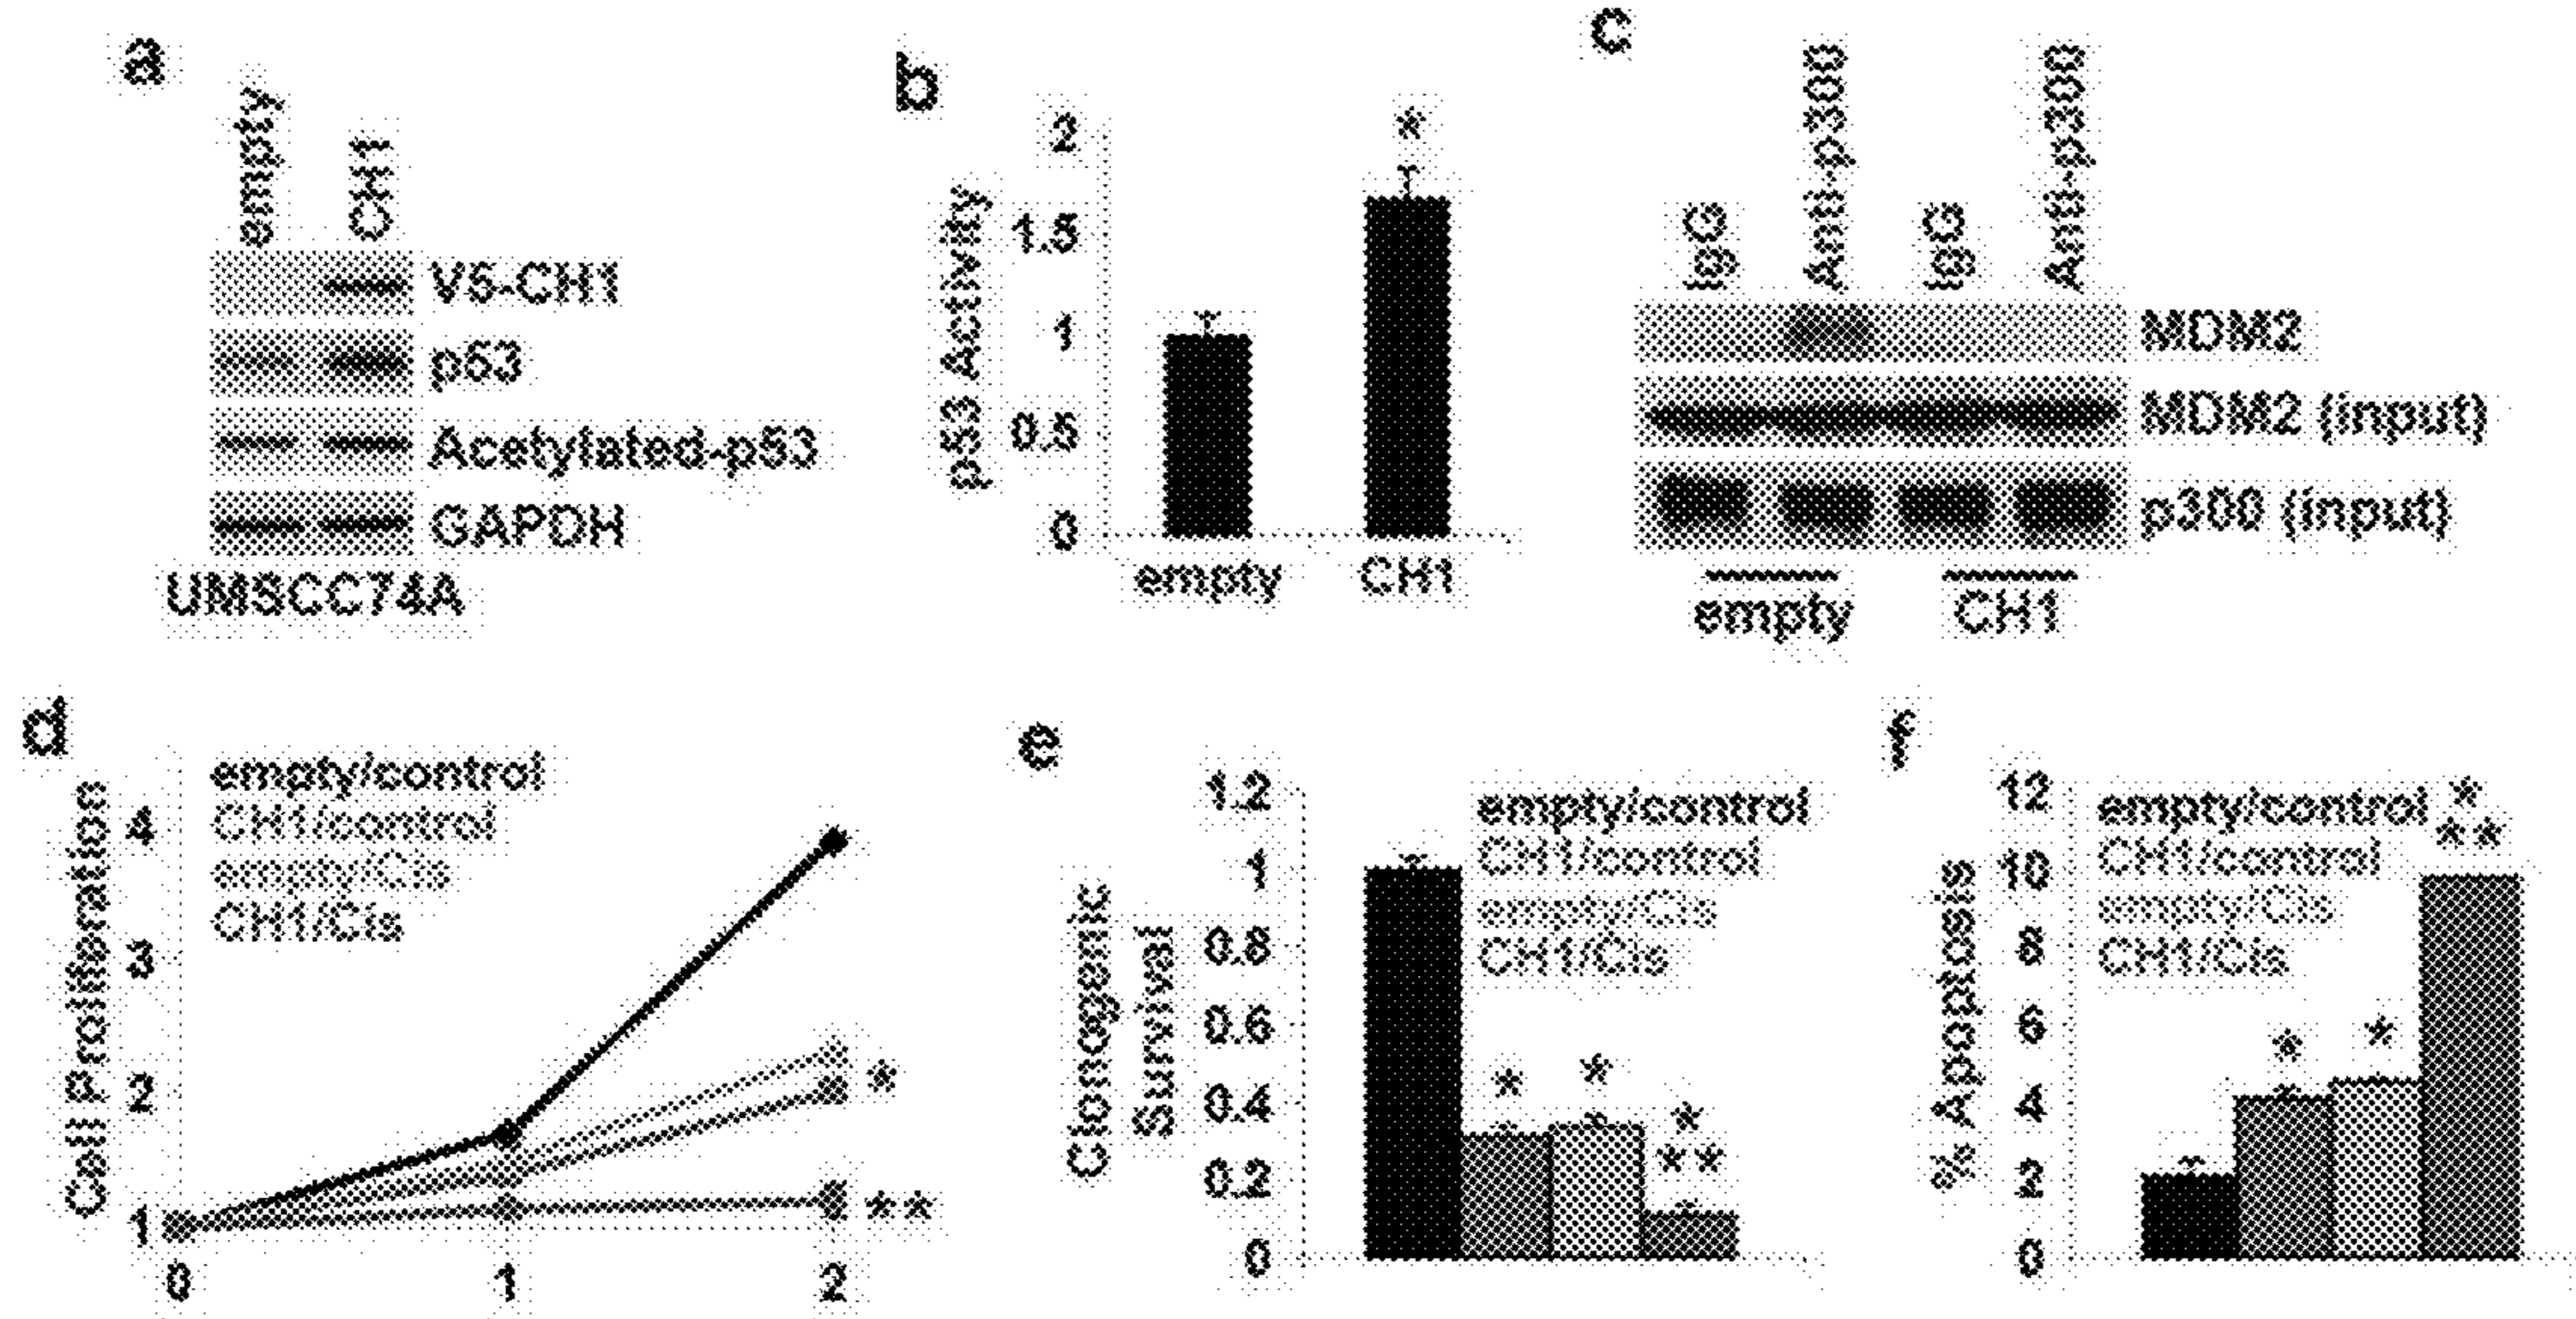 a
empty
CH1
V5-CH1
p53
Acetylated-p53
GAPDH
UMSCC74A
b
p53 Activity
2
1.5
1
0.5
0
*
empty
CH1
c
IgG
Anti-p300
IgG
Anti-p300
MDM2
MDM2 (input)
p300 (input)
empty
CH1
d
Cell Proliferation
4
3
2
1
0
1
2
empty/control
CH1/control
empty/Cis
CH1/Cis
*
**
e
Clonogenic
Survival
1.2
1
0.8
0.6
0.4
0.2
0
empty/control
CH1/control
empty/Cis
CH1/Cis
*
*
*
**
f
% Apoptosis
12
10
8
6
4
2
0
empty/control
CH1/control
empty/Cis
CH1/Cis
*
*
*
**